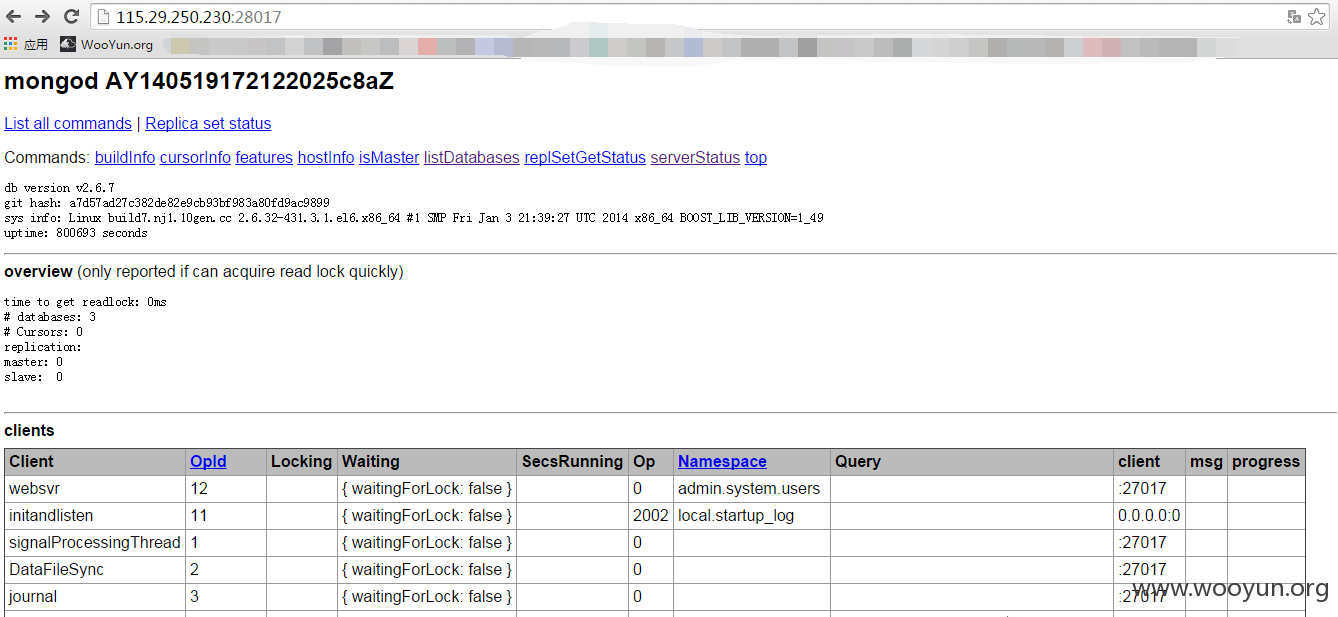 115.29.250.230:28017
应用 WooYun.org
mongod AY140519172122025c8aZ
List all commands | Replica set status
Commands: buildInfo cursorInfo features hostInfo isMaster listDatabases replSetGetStatus serverStatus top
db version v2.6.7
git hash: a7d57ad27c382de82e9cb93bf983a80fd9ac9899
sys info: Linux build7.nj1.10gen.cc 2.6.32-431.3.1.el6.x86_64 #1 SMP Fri Jan 3 21:39:27 UTC 2014 x86_64 BOOST_LIB_VERSION=1_49
uptime: 800693 seconds
overview (only reported if can acquire read lock quickly)
time to get readlock: 0ms
# databases: 3
# Cursors: 0
replication:
master: 0
slave: 0
clients
Client OpId Locking Waiting SecsRunning Op Namespace Query client msg progress
websvr 12 { waitingForLock: false } 0 admin.system.users :27017
initandlisten 11 { waitingForLock: false } 2002 local.startup_log 0.0.0.0:0
signalProcessingThread 1 { waitingForLock: false } 0 :27017
DataFileSync 2 { waitingForLock: false } 0 :27017
journal 3 { waitingForLock: false } 0 :27017
www.wooyun.org